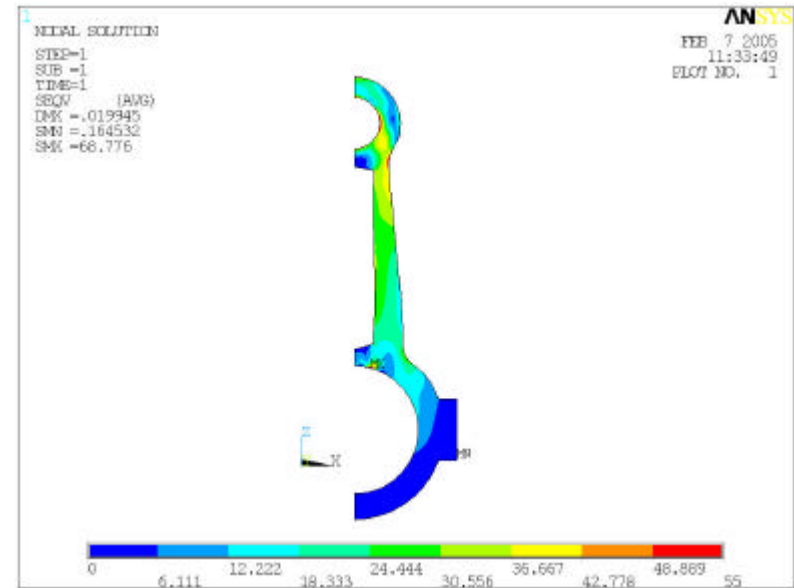 1
ANSYS
NODAL SOLUTION
STEP=1
SUB =1
TIME=1
SEQV (AVG)
DMX =.019945
SMN =.164532
SMX =68.776
FEB 7 2005
11:33:49
PLOT NO. 1
Z
X
MN
0
6.111
12.222
18.333
24.444
30.556
36.667
42.778
48.889
55